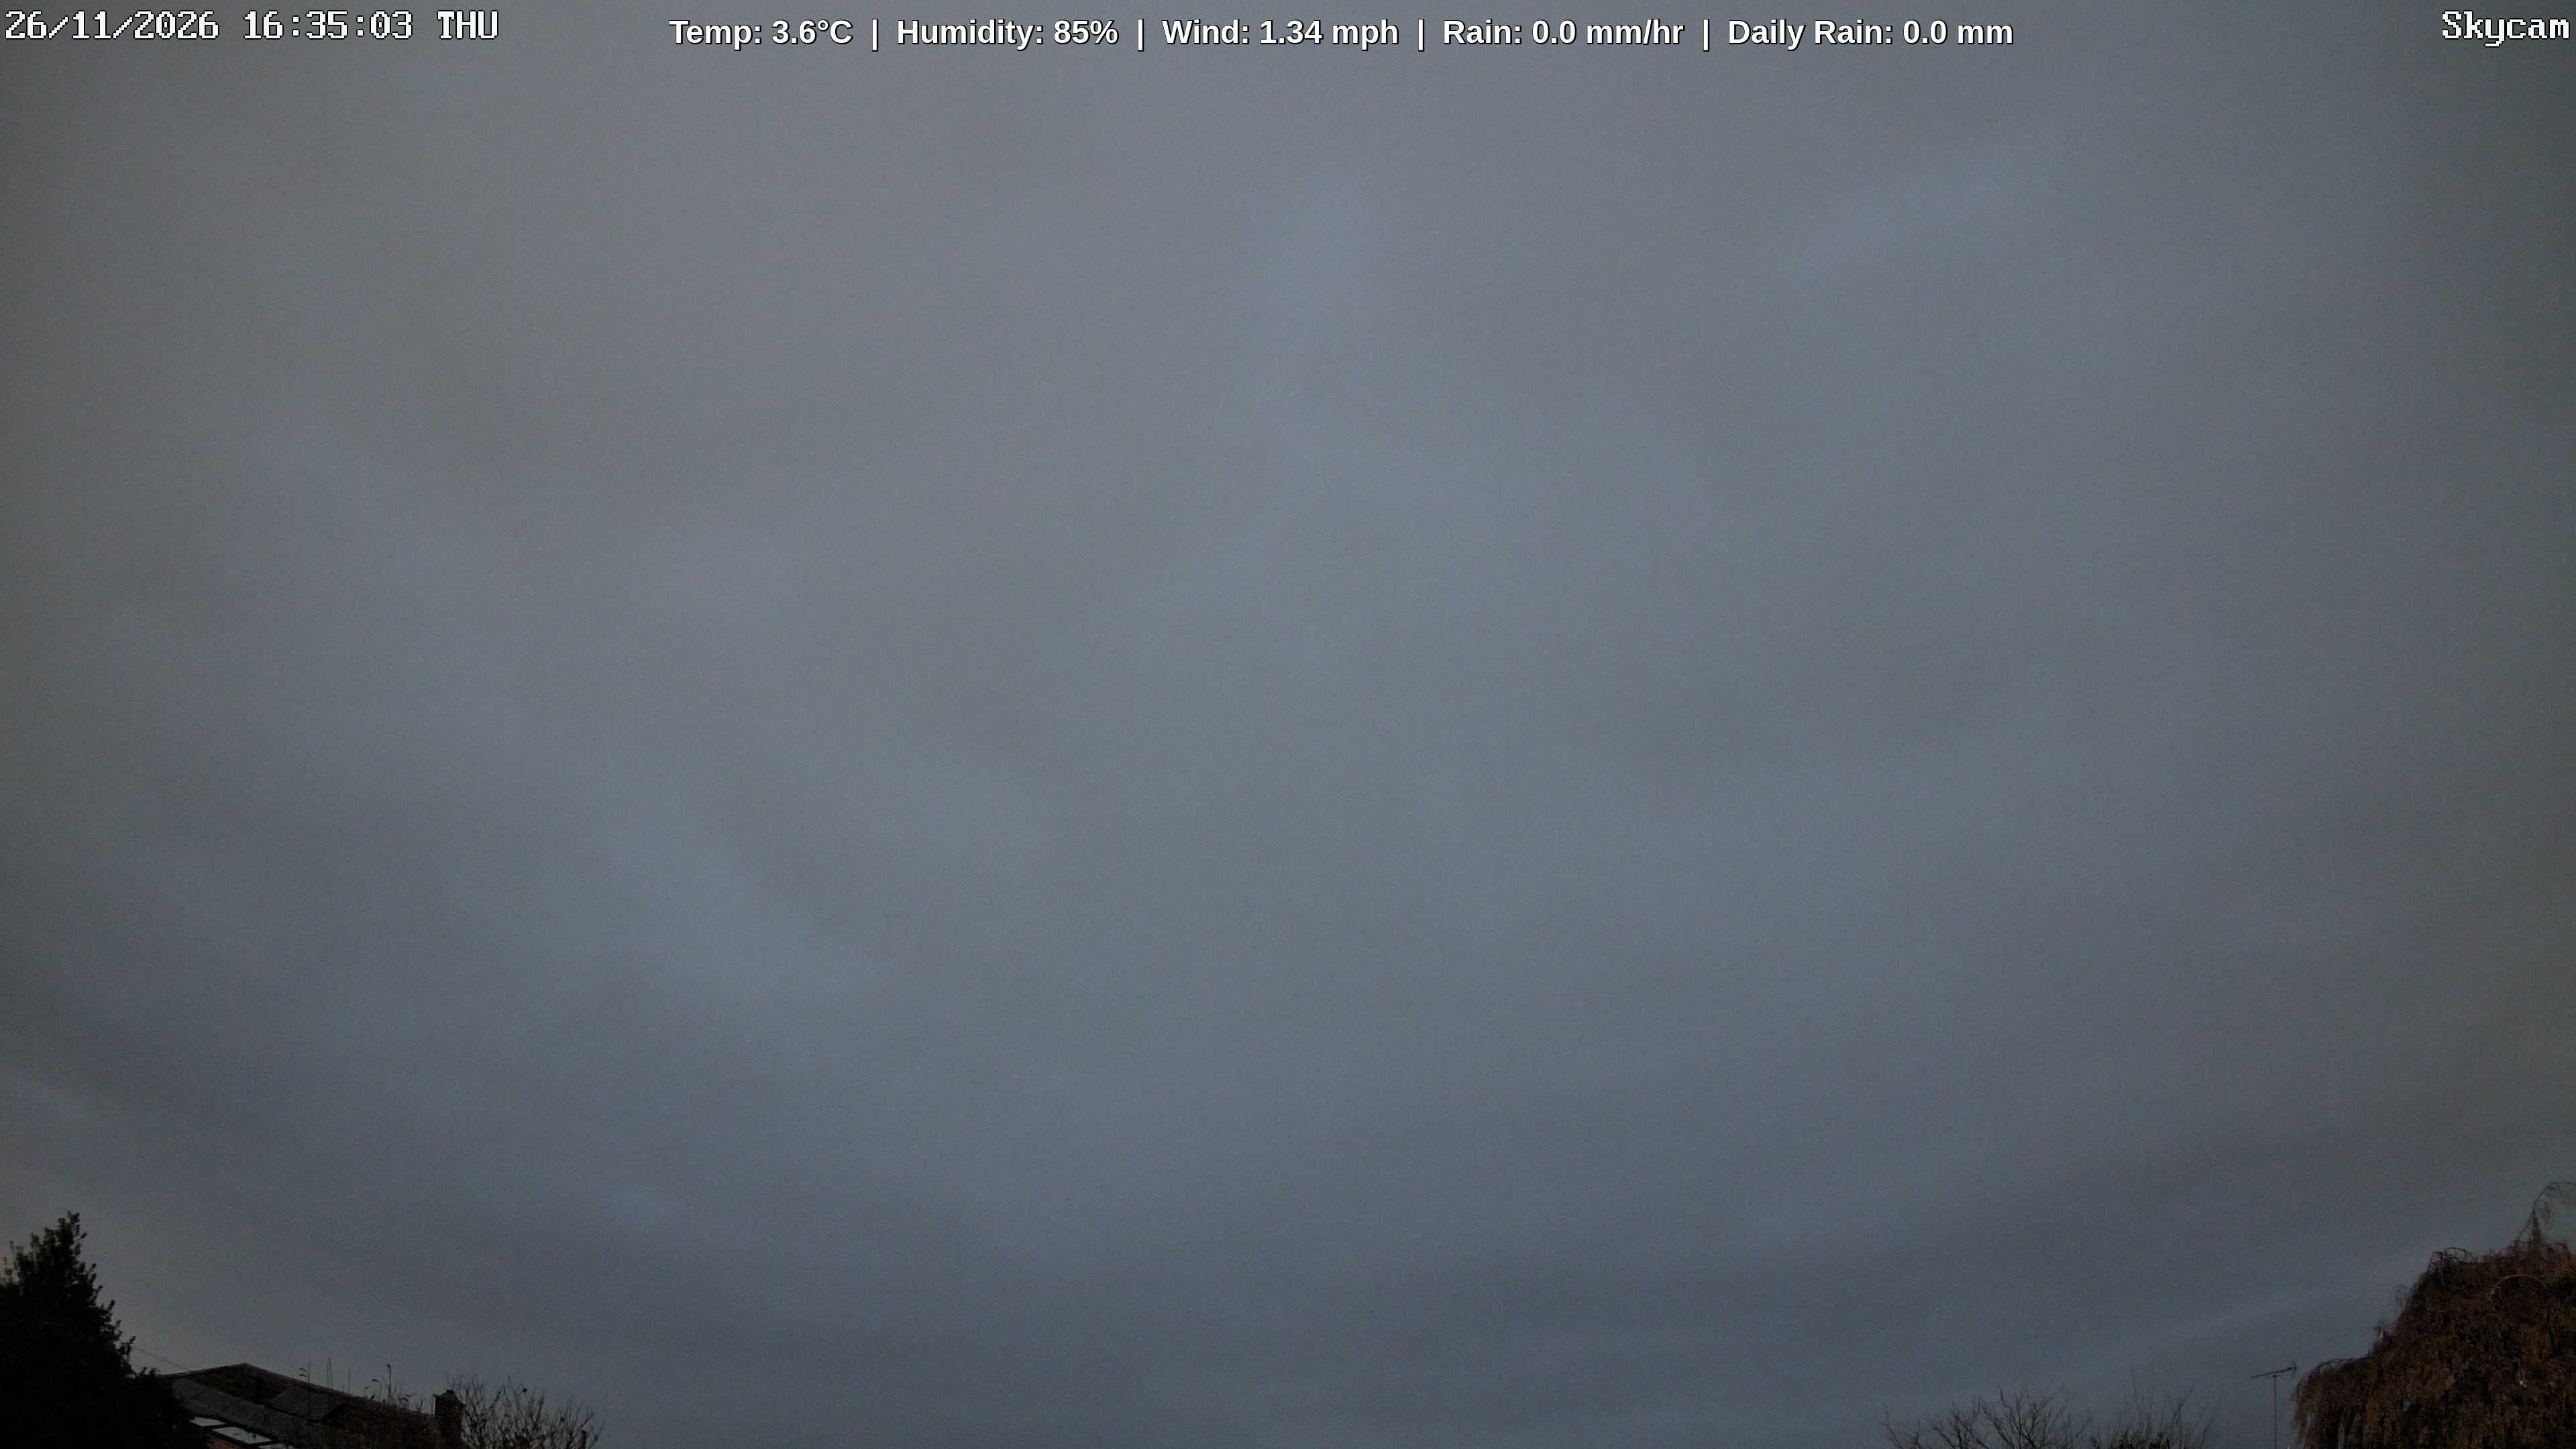 26/11/2026 16:35:03 THU
Temp: 3.6°C | Humidity: 85% | Wind: 1.34 mph | Rain: 0.0 mm/hr | Daily Rain: 0.0 mm
Skycam